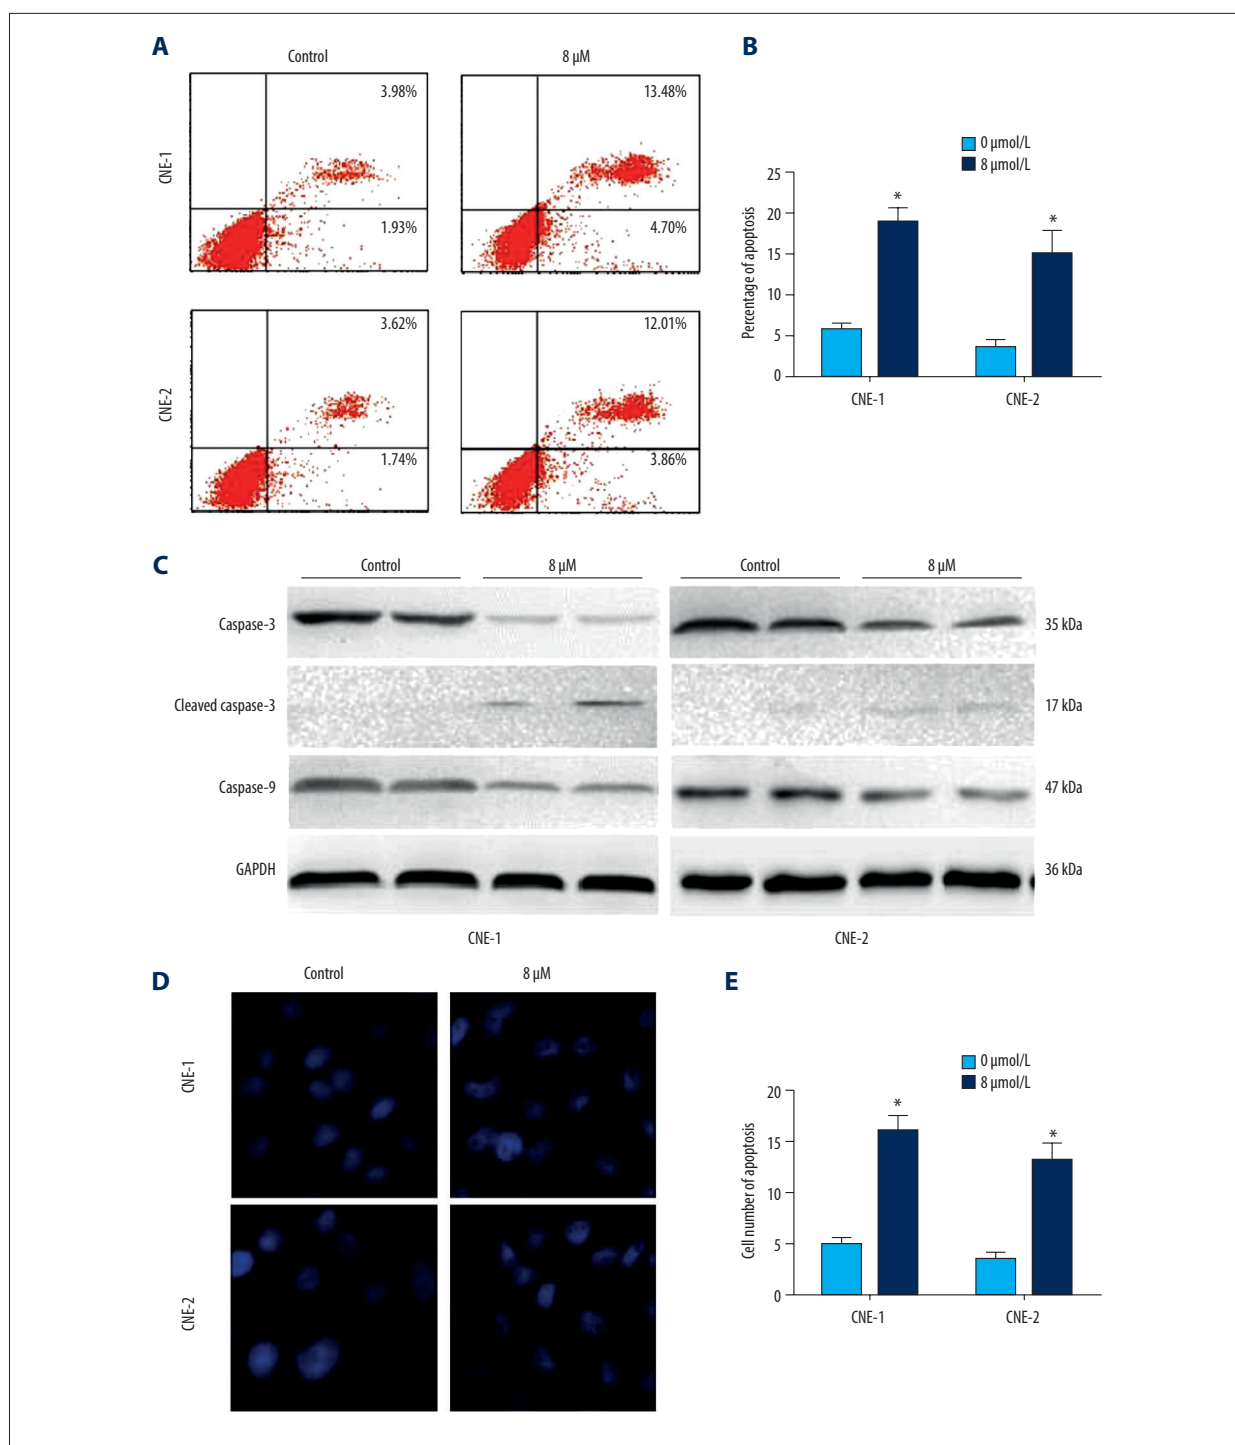 A
Control
8 μM
CNE-1
3.98%
13.48%
1.93%
4.70%
CNE-2
3.62%
12.01%
1.74%
3.86%
B
0 μmol/L
8 μmol/L
Percentage of apoptosis
25
20
15
10
5
0
*
*
CNE-1
CNE-2
C
Control
8 μM
Control
8 μM
Caspase-3
35 kDa
Cleaved caspase-3
17 kDa
Caspase-9
47 kDa
GAPDH
36 kDa
CNE-1
CNE-2
D
Control
8 μM
CNE-1
CNE-2
E
0 μmol/L
8 μmol/L
Cell number of apoptosis
20
15
10
5
0
*
*
CNE-1
CNE-2